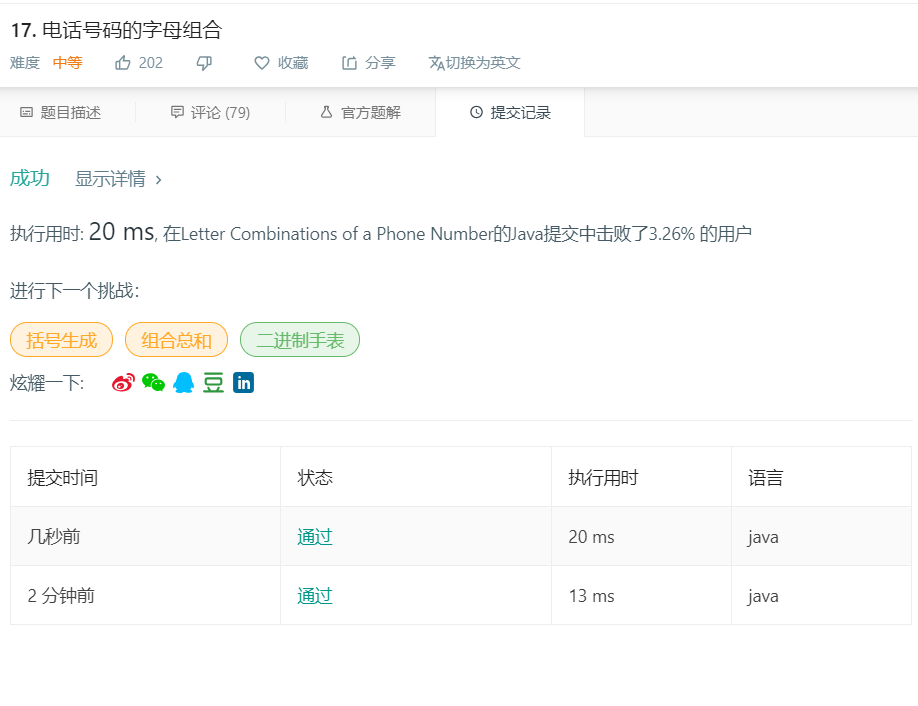 17. 电话号码的字母组合
难度 中等 202 收藏 分享 切换为英文
题目描述 评论 (79) 官方题解 提交记录
成功 显示详情 ›
执行用时: 20 ms, 在Letter Combinations of a Phone Number的Java提交中击败了3.26% 的用户
进行下一个挑战:
括号生成 组合总和 二进制手表
炫耀一下: 豆 in
提交时间 状态 执行用时 语言
几秒前 通过 20 ms java
2 分钟前 通过 13 ms java